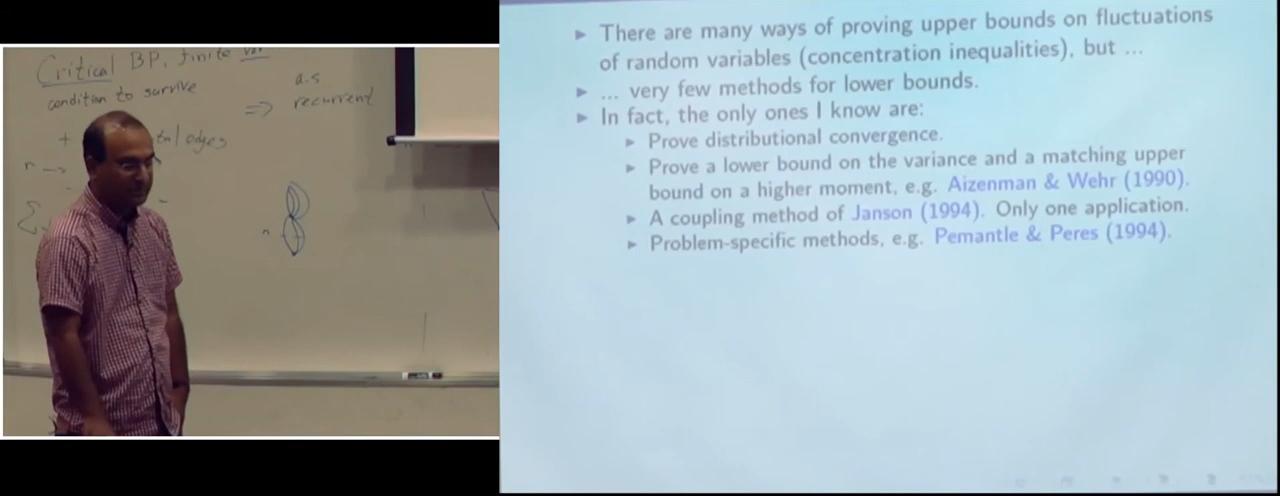 Critical BP, finite var
condition to survive
a.s
⇒ recurrent
+ tal edges
n →
Σ
n
► There are many ways of proving upper bounds on fluctuations
of random variables (concentration inequalities), but ...
► ... very few methods for lower bounds.
► In fact, the only ones I know are:
► Prove distributional convergence.
► Prove a lower bound on the variance and a matching upper
bound on a higher moment, e.g. Aizenman & Wehr (1990).
► A coupling method of Janson (1994). Only one application.
► Problem-specific methods, e.g. Pemantle & Peres (1994).